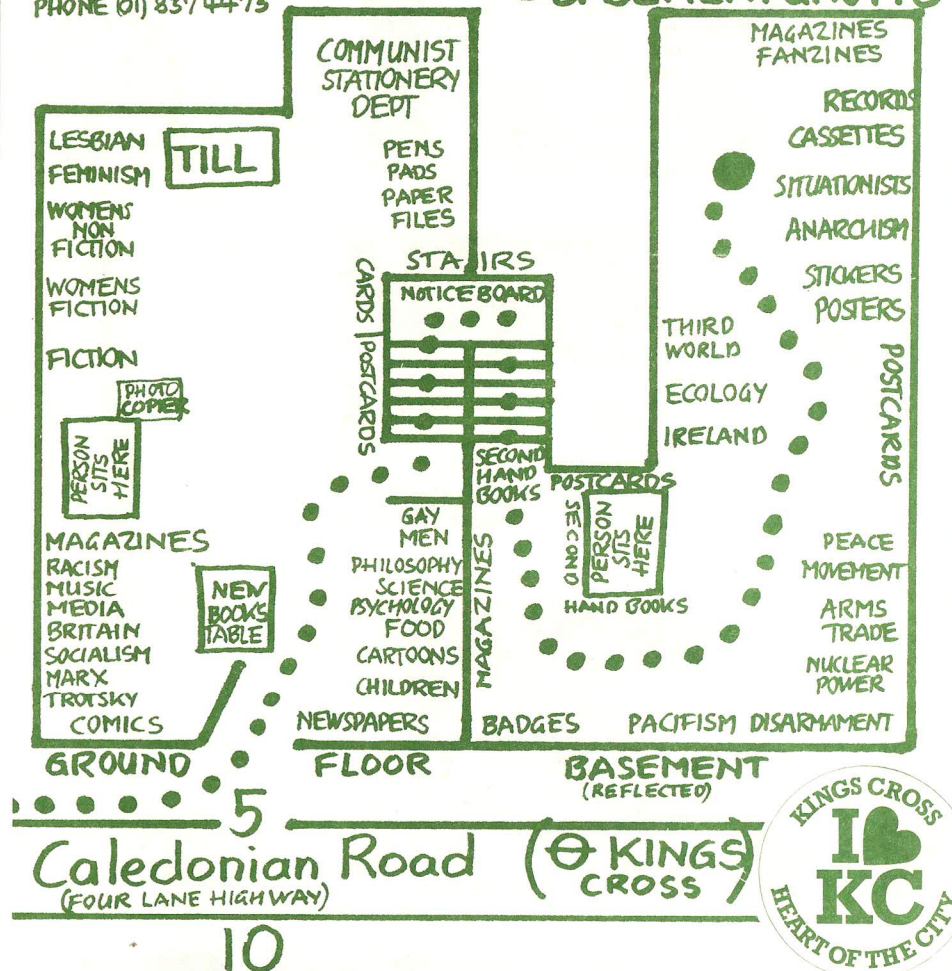 PHONE (01) 837 4473
COMMUNIST
STATIONERY
DEPT
PENS
PADS
PAPER
FILES
LESBIAN
TILL
FEMINISM
WOMENS
NON
FICTION
WOMENS
FICTION
FICTION
PHOTO
COPIER
PERSON
SITS
HERE
MAGAZINES
RACISM
MUSIC
MEDIA
BRITAIN
SOCIALISM
MARX
TROTSKY
COMICS
NEW
BOOKS
TABLE
STAIRS
NOTICE BOARD
CARDS
POSTCARDS
GAY
MEN
PHILOSOPHY
SCIENCE
PSYCHOLOGY
FOOD
CARTOONS
CHILDREN
NEWSPAPERS
GROUND FLOOR
MAGAZINES
FANZINES
RECORDS
CASSETTES
SITUATIONISTS
ANARCHISM
STICKERS
POSTERS
POSTCARDS
THIRD
WORLD
ECOLOGY
IRELAND
SECOND
HAND
BOOKS
POSTCARDS
SECOND
PERSON
SITS
HERE
HAND BOOKS
MAGAZINES
PEACE
MOVEMENT
ARMS
TRADE
NUCLEAR
POWER
BADGES
PACIFISM DISARMAMENT
BASEMENT
(REFLECTED)
5
Caledonian Road
(FOUR LANE HIGHWAY)
(KINGS
CROSS)
10
KINGS CROSS
I
KC
HEART OF THE CITY